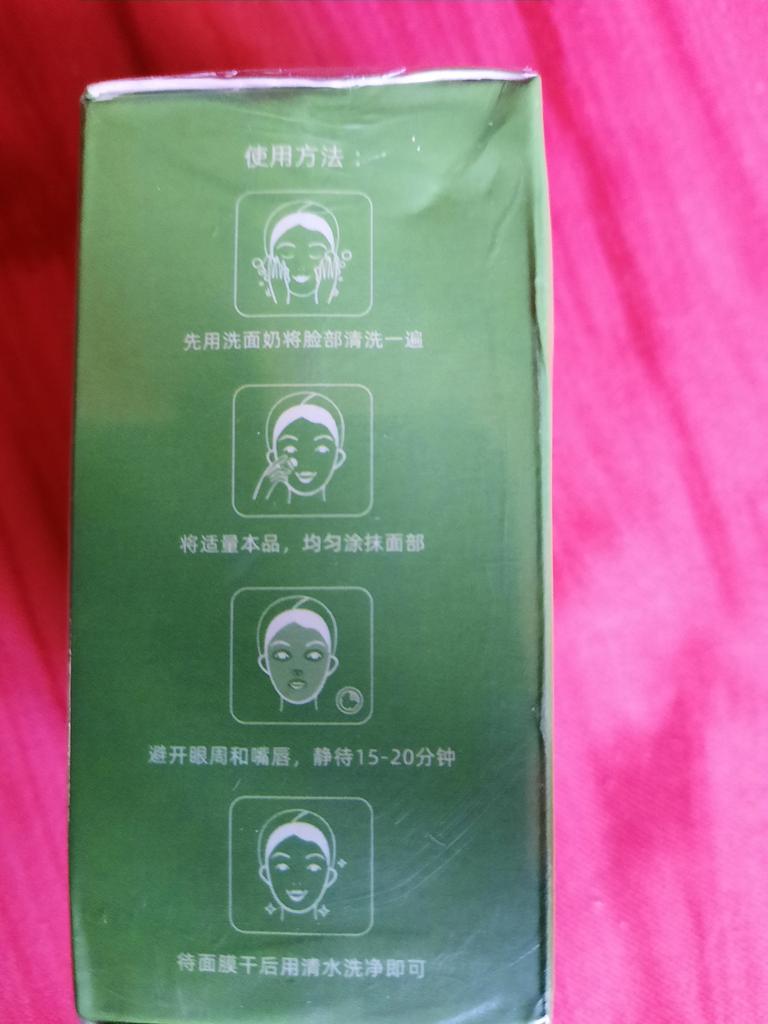 使用方法：
先用洗面奶将脸部清洗一遍
将适量本品，均匀涂抹面部
避开眼周和嘴唇，静待15-20分钟
待面膜干后用清水洗净即可